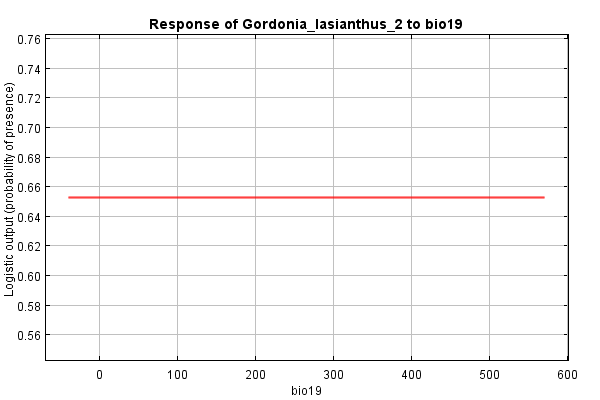 Response of Gordonia_lasianthus_2 to bio19
Logistic output (probability of presence)
0.76
0.74
0.72
0.70
0.68
0.66
0.64
0.62
0.60
0.58
0.56
0 100 200 300 400 500 600
bio19